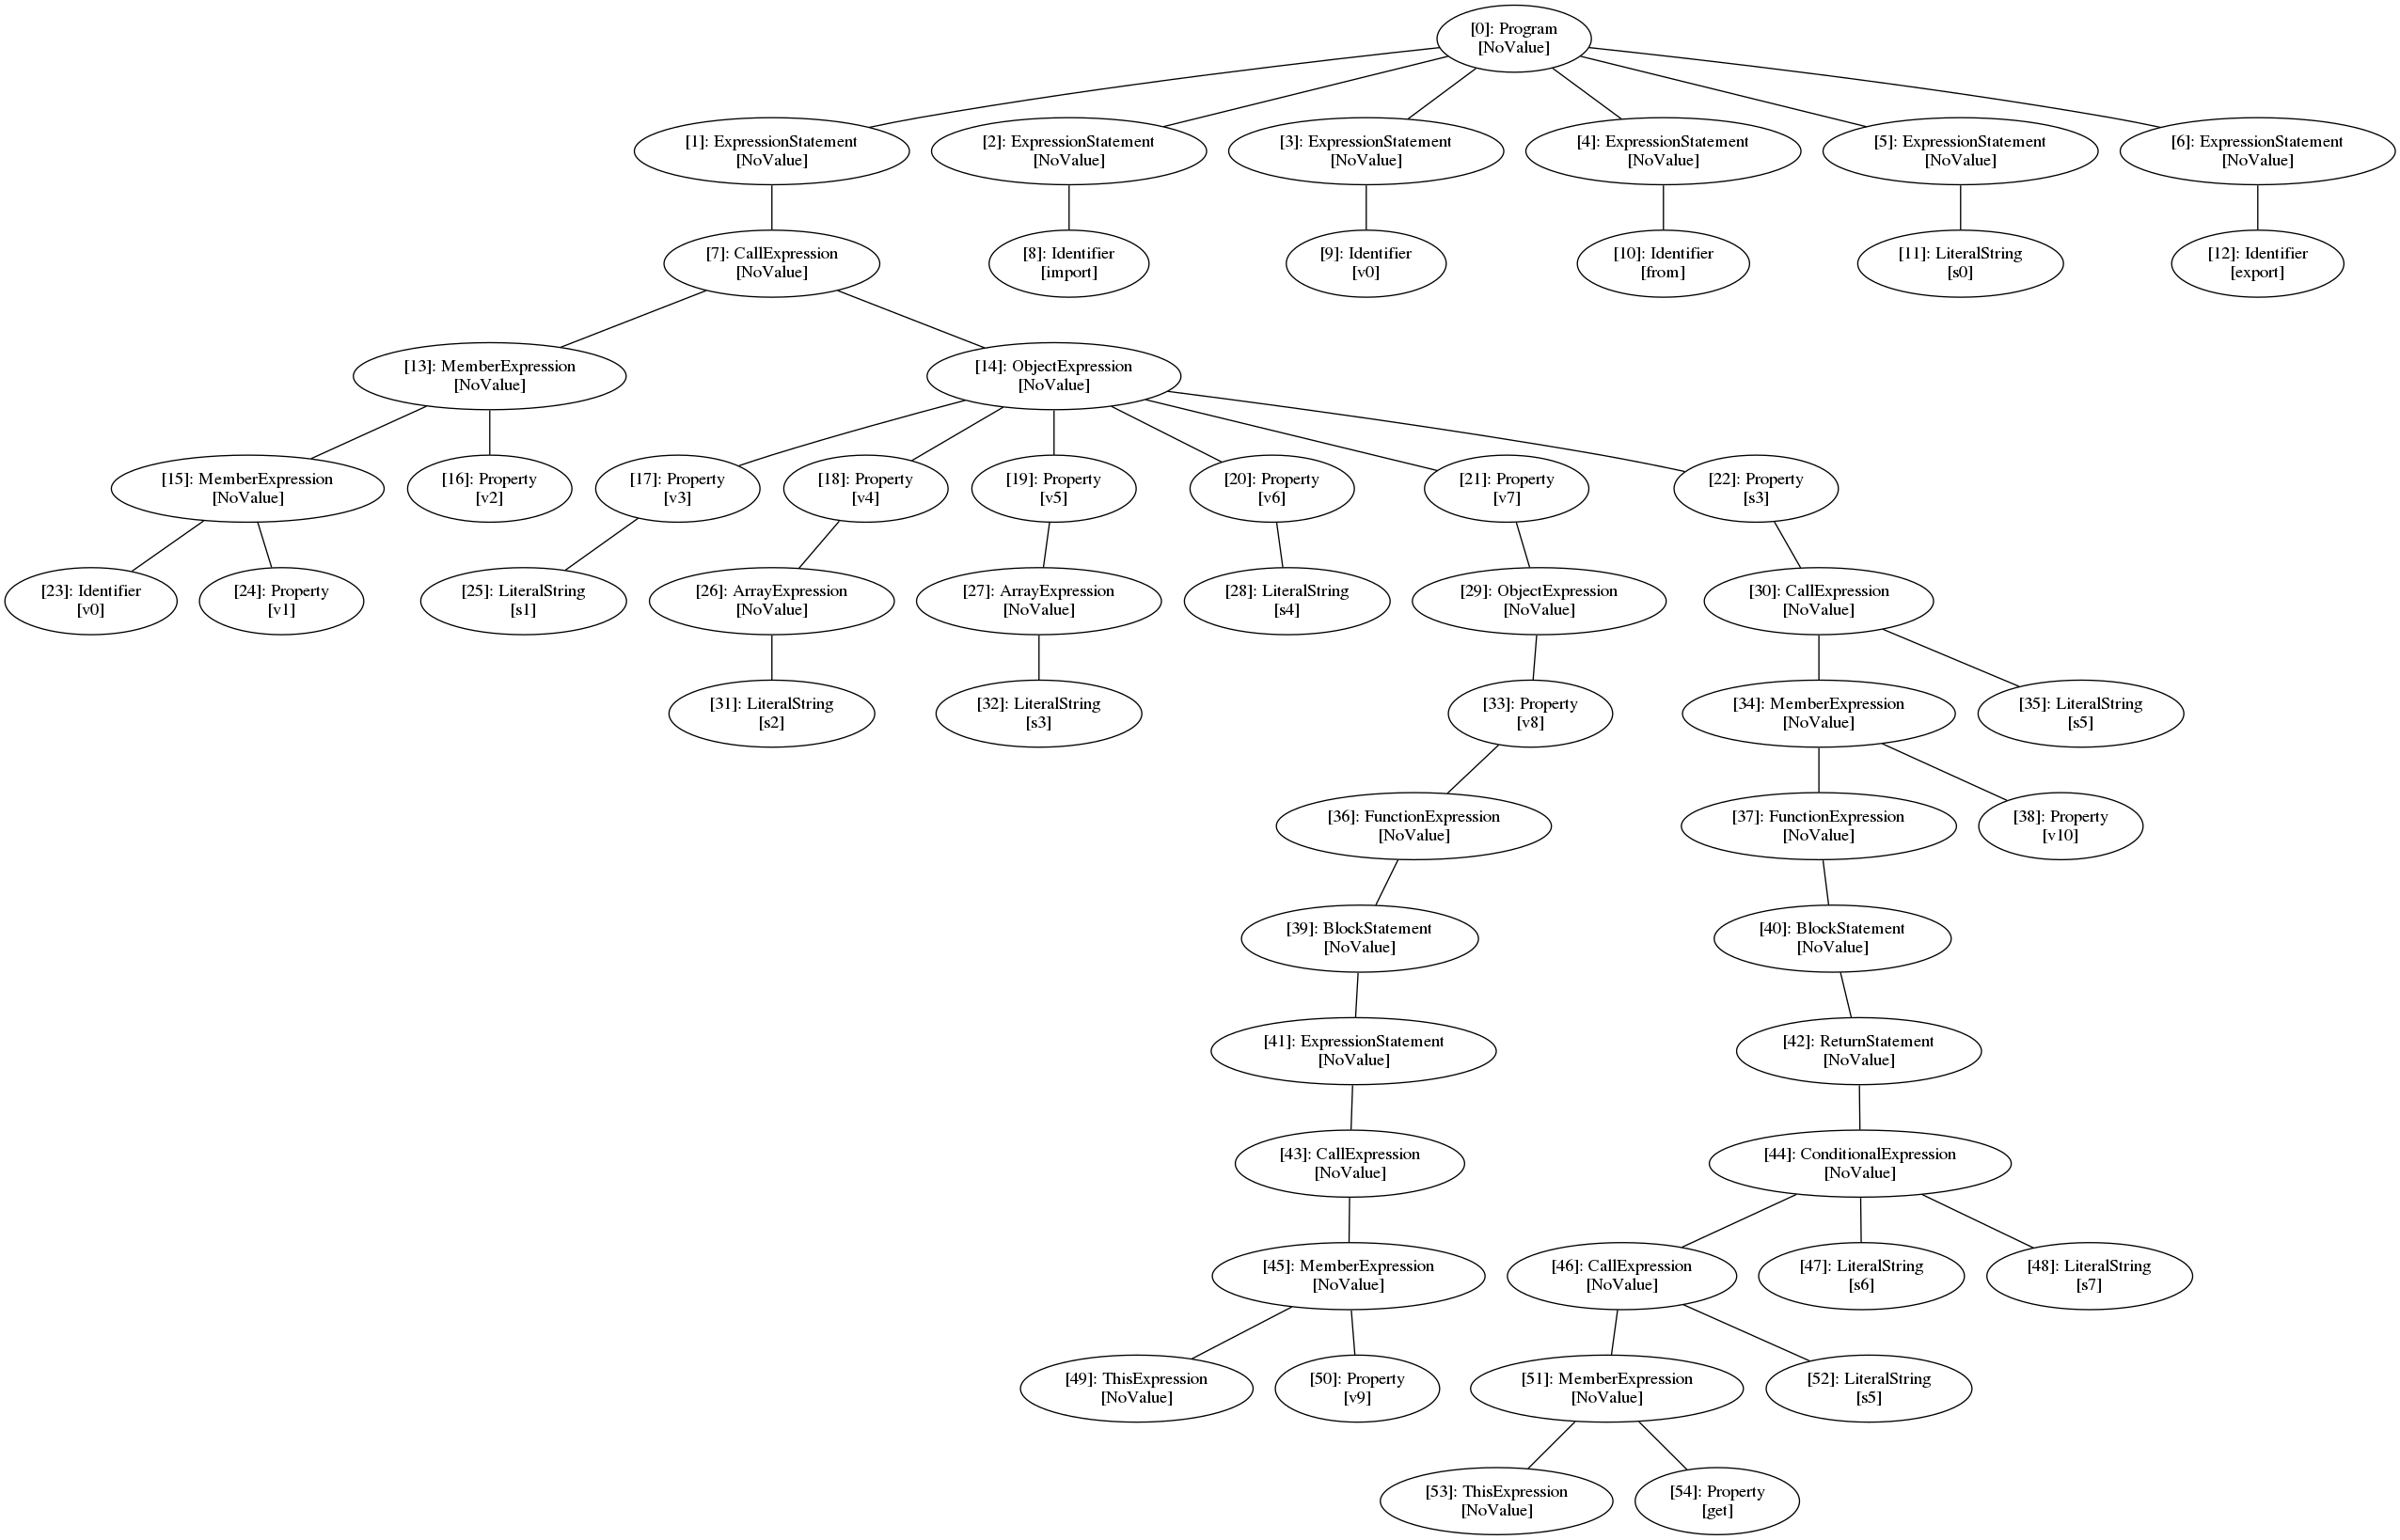 [0]: Program
[NoValue]
[1]: ExpressionStatement
[NoValue]
[2]: ExpressionStatement
[NoValue]
[3]: ExpressionStatement
[NoValue]
[4]: ExpressionStatement
[NoValue]
[5]: ExpressionStatement
[NoValue]
[6]: ExpressionStatement
[NoValue]
[7]: CallExpression
[NoValue]
[8]: Identifier
[import]
[9]: Identifier
[v0]
[10]: Identifier
[from]
[11]: LiteralString
[s0]
[12]: Identifier
[export]
[13]: MemberExpression
[NoValue]
[14]: ObjectExpression
[NoValue]
[15]: MemberExpression
[NoValue]
[16]: Property
[v2]
[17]: Property
[v3]
[18]: Property
[v4]
[19]: Property
[v5]
[20]: Property
[v6]
[21]: Property
[v7]
[22]: Property
[s3]
[23]: Identifier
[v0]
[24]: Property
[v1]
[25]: LiteralString
[s1]
[26]: ArrayExpression
[NoValue]
[27]: ArrayExpression
[NoValue]
[28]: LiteralString
[s4]
[29]: ObjectExpression
[NoValue]
[30]: CallExpression
[NoValue]
[31]: LiteralString
[s2]
[32]: LiteralString
[s3]
[33]: Property
[v8]
[34]: MemberExpression
[NoValue]
[35]: LiteralString
[s5]
[36]: FunctionExpression
[NoValue]
[37]: FunctionExpression
[NoValue]
[38]: Property
[v10]
[39]: BlockStatement
[NoValue]
[40]: BlockStatement
[NoValue]
[41]: ExpressionStatement
[NoValue]
[42]: ReturnStatement
[NoValue]
[43]: CallExpression
[NoValue]
[44]: ConditionalExpression
[NoValue]
[45]: MemberExpression
[NoValue]
[46]: CallExpression
[NoValue]
[47]: LiteralString
[s6]
[48]: LiteralString
[s7]
[49]: ThisExpression
[NoValue]
[50]: Property
[v9]
[51]: MemberExpression
[NoValue]
[52]: LiteralString
[s5]
[53]: ThisExpression
[NoValue]
[54]: Property
[get]